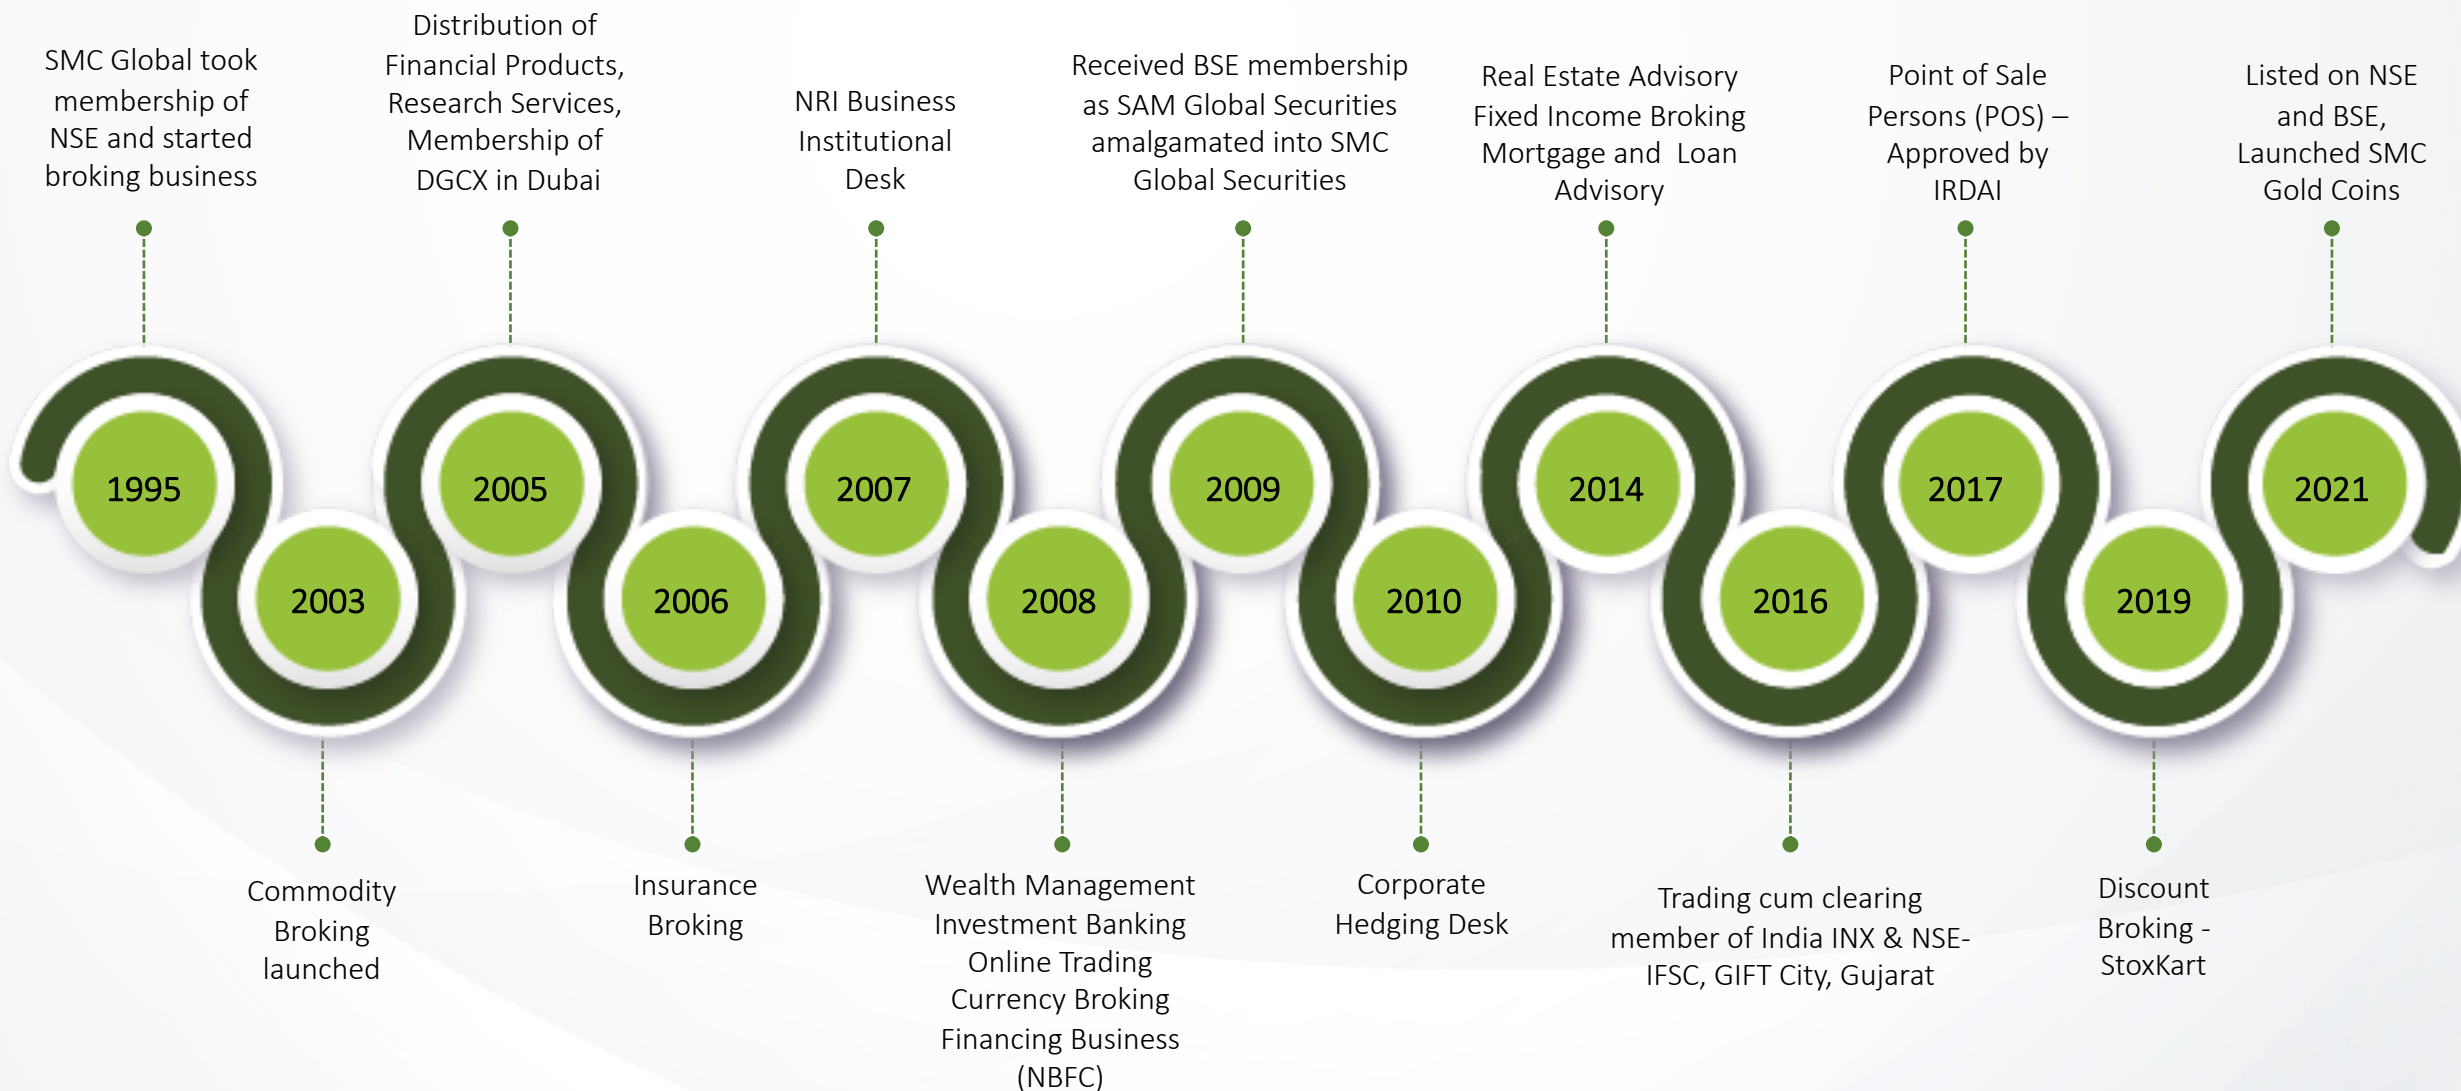 SMC Global took
membership of
NSE and started
broking business
Distribution of
Financial Products,
Research Services,
Membership of
DGCX in Dubai
NRI Business
Institutional
Desk
Received BSE membership
as SAM Global Securities
amalgamated into SMC
Global Securities
Real Estate Advisory
Fixed Income Broking
Mortgage and Loan
Advisory
Point of Sale
Persons (POS) –
Approved by
IRDAI
Listed on NSE
and BSE,
Launched SMC
Gold Coins
1995
2003
2005
2006
2007
2008
2009
2010
2014
2016
2017
2019
2021
Commodity
Broking
launched
Insurance
Broking
Wealth Management
Investment Banking
Online Trading
Currency Broking
Financing Business
(NBFC)
Corporate
Hedging Desk
Trading cum clearing
member of India INX & NSE-
IFSC, GIFT City, Gujarat
Discount
Broking -
StoxKart